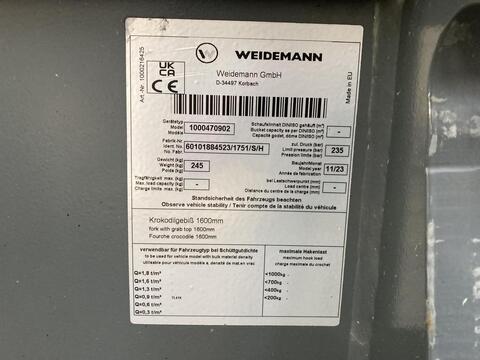 WEIDEMANN
Weidemann GmbH
D-34497 Korbach
Art.-Nr. 1000216425
UK
CA
CE
Made in EU
Gerätetyp
Model
Modèle
1000470902
Schaufelinhalt DIN/ISO gehäuft (m³)
Bucket capacity as per DIN/ISO (m³)
Capacité godet, dôme DIN/ISO (m³)
-
Fabrik-Nr.
Ident. No.
No. Fabr.
60101884523/1751/S/H
zul. Druck (bar)
Limit pressure (bar)
Pression limite (bar)
235
Gewicht (kg)
Weight (kg)
Poids (kg)
245
Baujahr/Monat
Model year
Année de fabrication
11/23
Tragfähigkeit max. (kg)
Max. load capacity (kg)
Charge limite max. (kg)
-
bei Lastschwerpunkt (mm)
Load centre (mm)
Distance du centre de charge (mm)
-
Standsicherheit des Fahrzeugs beachten
Observe vehicle stability / Tenir compte de la stabilité du véhicule
Krokodilgebiß 1600mm
fork with grab top 1600mm
Fourche crocodile 1600mm
verwendbar für Fahrzeugtyp bei Schüttgutdichte
to be used for vehicle model with bulk material density
utilisable pour véhicules modèle à, densité de mat.en vrac
maximale Hakenlast
maximum hook load
charge maximale du crochet
Q=1,8 t/m³ <1000kg -
Q=1,6 t/m³ <700kg -
Q=1,3 t/m³ <400kg -
Q=0,9 t/m³ <200kg -
Q=0,6 t/m³
Q=0,3 t/m³